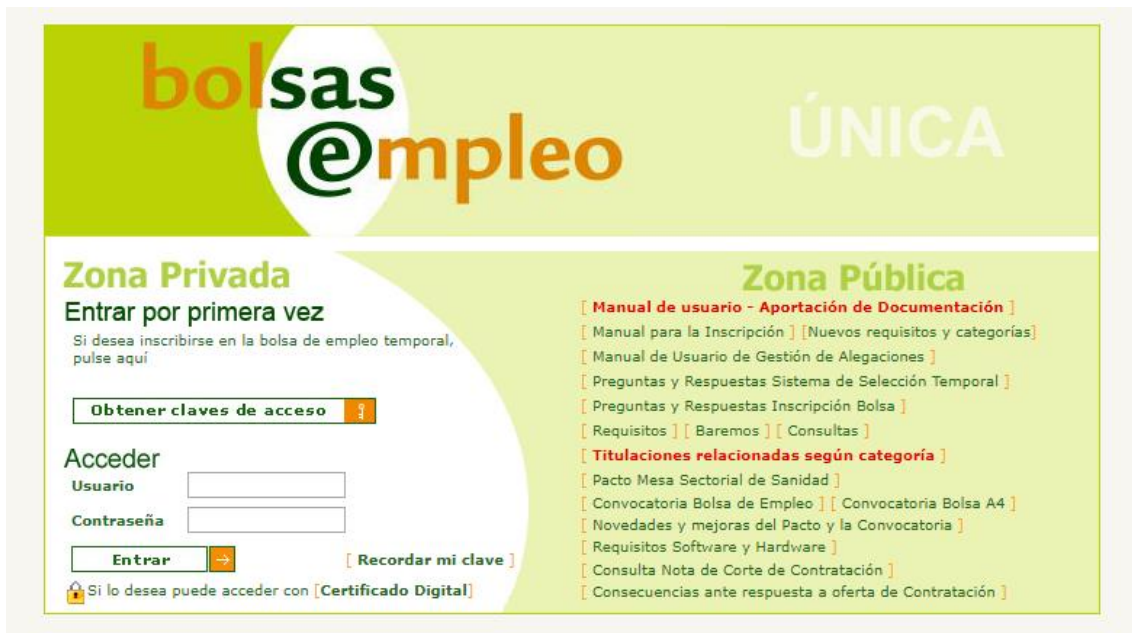 bolsas
empleo
ÚNICA
Zona Privada
Entrar por primera vez
Si desea inscribirse en la bolsa de empleo temporal,
pulse aquí
Obtener claves de acceso
Acceder
Usuario
Contraseña
Entrar
[ Recordar mi clave ]
Si lo desea puede acceder con [Certificado Digital]
Zona Pública
[ Manual de usuario - Aportación de Documentación ]
[ Manual para la Inscripción ] [Nuevos requisitos y categorías]
[ Manual de Usuario de Gestión de Alegaciones ]
[ Preguntas y Respuestas Sistema de Selección Temporal ]
[ Preguntas y Respuestas Inscripción Bolsa ]
[ Requisitos ] [ Baremos ] [ Consultas ]
[ Titulaciones relacionadas según categoría ]
[ Pacto Mesa Sectorial de Sanidad ]
[ Convocatoria Bolsa de Empleo ] [ Convocatoria Bolsa A4 ]
[ Novedades y mejoras del Pacto y la Convocatoria ]
[ Requisitos Software y Hardware ]
[ Consulta Nota de Corte de Contratación ]
[ Consecuencias ante respuesta a oferta de Contratación ]